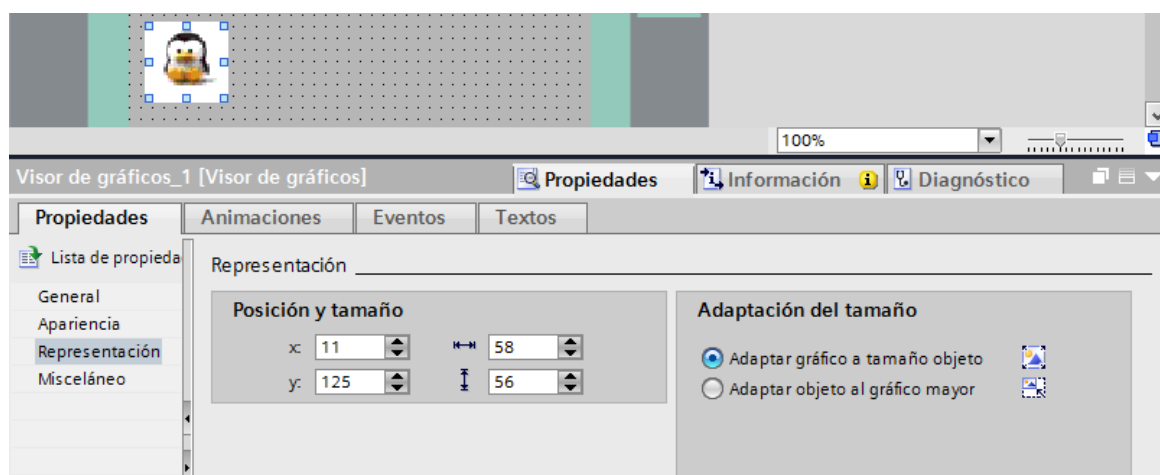 100%
Visor de gráficos_1 [Visor de gráficos]
Propiedades
Información
Diagnóstico
Propiedades
Animaciones
Eventos
Textos
Lista de propieda
Representación
General
Apariencia
Representación
Misceláneo
Posición y tamaño
x: 11 58
y: 125 56
Adaptación del tamaño
Adaptar gráfico a tamaño objeto
Adaptar objeto al gráfico mayor